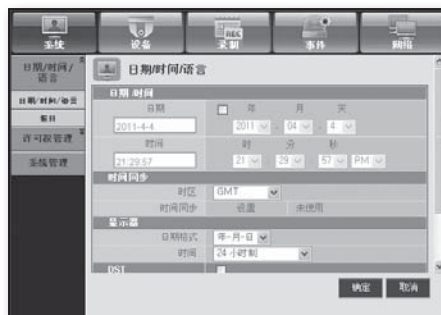 系统 设备 录制 事件 网络
REC
日期/时间/
语言
日期/时间/语言
假日
许可权管理
系统管理
日期/时间/语言
日期/时间
日期 年 月 天
2011-4-4 2011 - 04 - 4
时间 时 分 秒
21:29:57 21 : 29 : 57 PM
时间同步
时区 GMT
时间同步 设置 未使用
显示器
日期格式 年-月-日
时间 24 小时制
DST
确定 取消